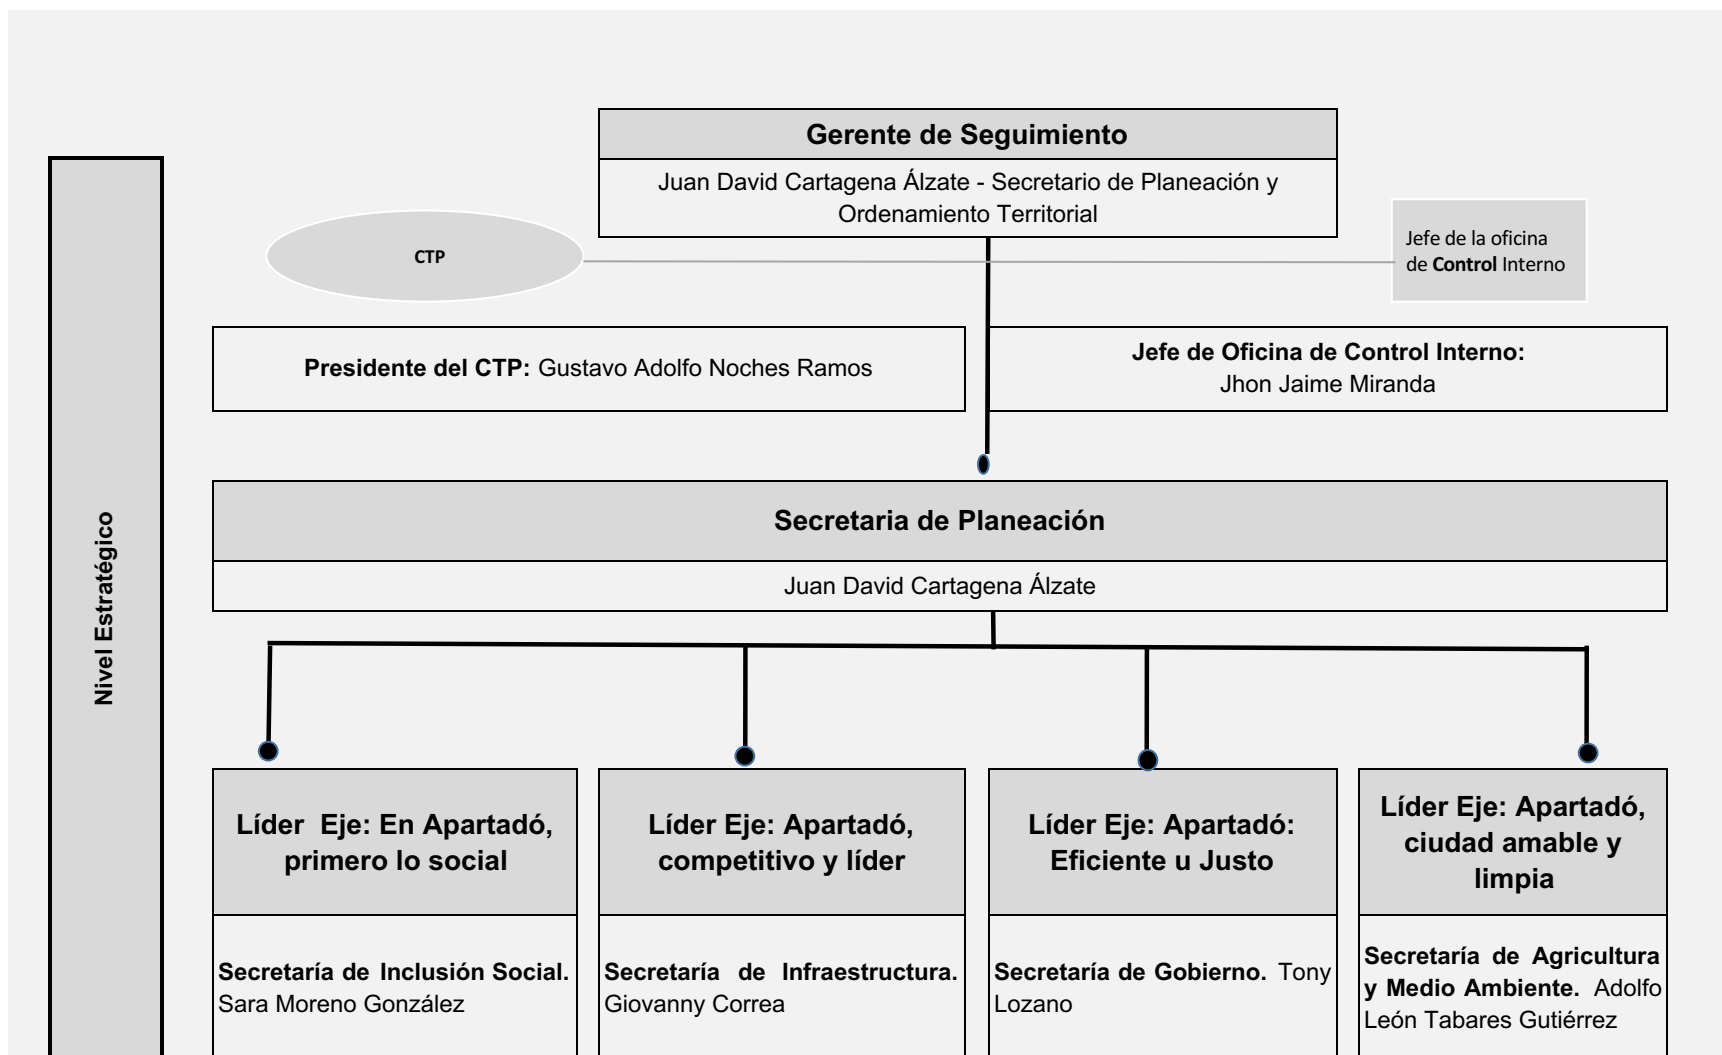 Gerente de Seguimiento
Juan David Cartagena Álzate - Secretario de Planeación y
Ordenamiento Territorial
CTP
Jefe de la oficina
de Control Interno
Presidente del CTP: Gustavo Adolfo Noches Ramos
Jefe de Oficina de Control Interno:
Jhon Jaime Miranda
Nivel Estratégico
Secretaria de Planeación
Juan David Cartagena Álzate
Líder Eje: En Apartadó,
primero lo social
Líder Eje: Apartadó,
competitivo y líder
Líder Eje: Apartadó:
Eficiente u Justo
Líder Eje: Apartadó,
ciudad amable y
limpia
Secretaría de Inclusión Social.
Sara Moreno González
Secretaría de Infraestructura.
Giovanny Correa
Secretaría de Gobierno. Tony
Lozano
Secretaría de Agricultura
y Medio Ambiente. Adolfo
León Tabares Gutiérrez